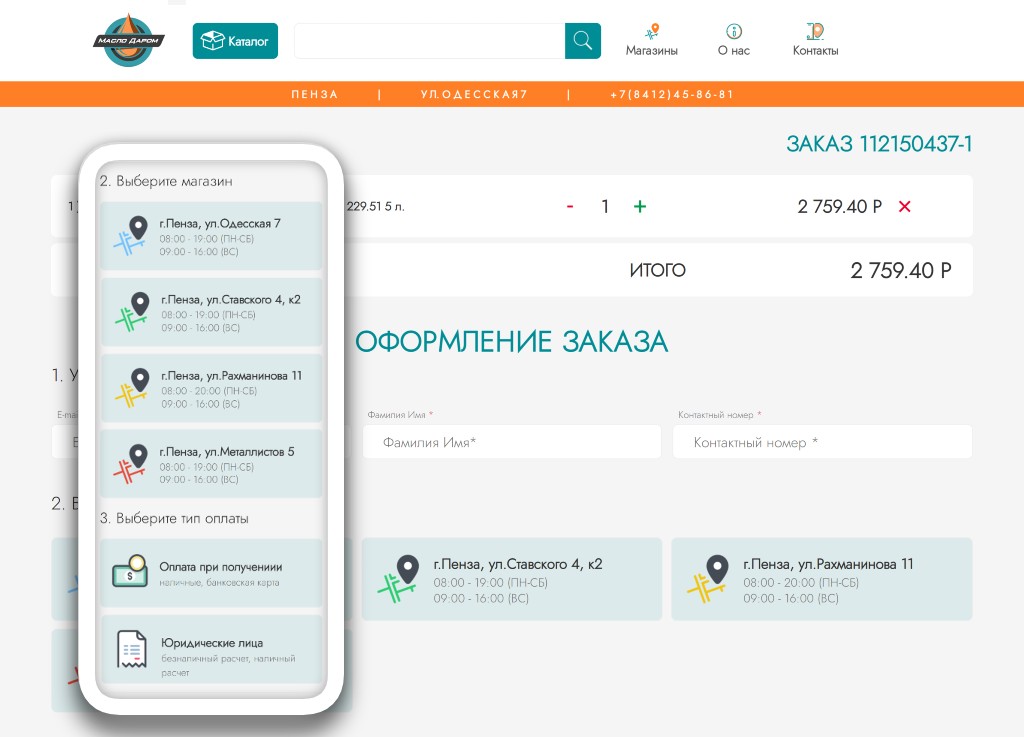 МАСЛО ДАРОМ
Каталог
Магазины
О нас
Контакты
ПЕНЗА | УЛ.ОДЕССКАЯ7 | +7(8412)45-86-81
ЗАКАЗ 112150437-1
1
229.51 5 л.
- 1 +
2 759.40 Р
ИТОГО
2 759.40 Р
ОФОРМЛЕНИЕ ЗАКАЗА
1. У
E-ma
Фамилия Имя *
Контактный номер *
Фамилия Имя*
Контактный номер *
2.
г.Пенза, ул.Ставского 4, к2
08:00 - 19:00 (ПН-СБ)
09:00 - 16:00 (ВС)
г.Пенза, ул.Рахманинова 11
08:00 - 20:00 (ПН-СБ)
09:00 - 16:00 (ВС)
2. Выберите магазин
г.Пенза, ул.Одесская 7
08:00 - 19:00 (ПН-СБ)
09:00 - 16:00 (ВС)
г.Пенза, ул.Ставского 4, к2
08:00 - 19:00 (ПН-СБ)
09:00 - 16:00 (ВС)
г.Пенза, ул.Рахманинова 11
08:00 - 20:00 (ПН-СБ)
09:00 - 16:00 (ВС)
г.Пенза, ул.Металлистов 5
08:00 - 19:00 (ПН-СБ)
09:00 - 16:00 (ВС)
3. Выберите тип оплаты
Оплата при получениии
наличные, банковская карта
Юридические лица
безналичный расчет, наличный
расчет